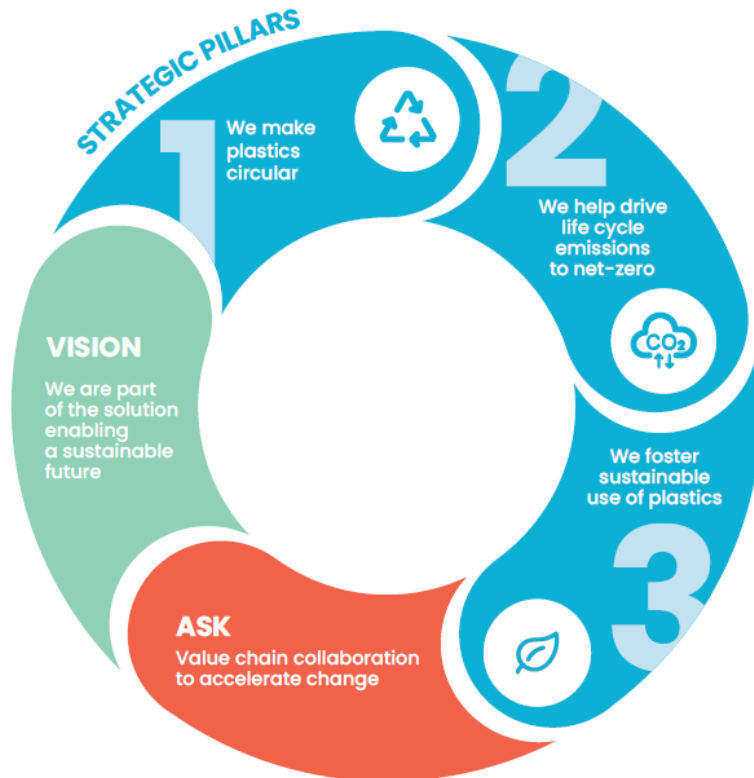 STRATEGIC PILLARS
1
We make
plastics
circular
2
We help drive
life cycle
emissions
to net-zero
CO₂
We foster
sustainable
use of plastics
3
ASK
Value chain collaboration
to accelerate change
VISION
We are part
of the solution
enabling
a sustainable
future